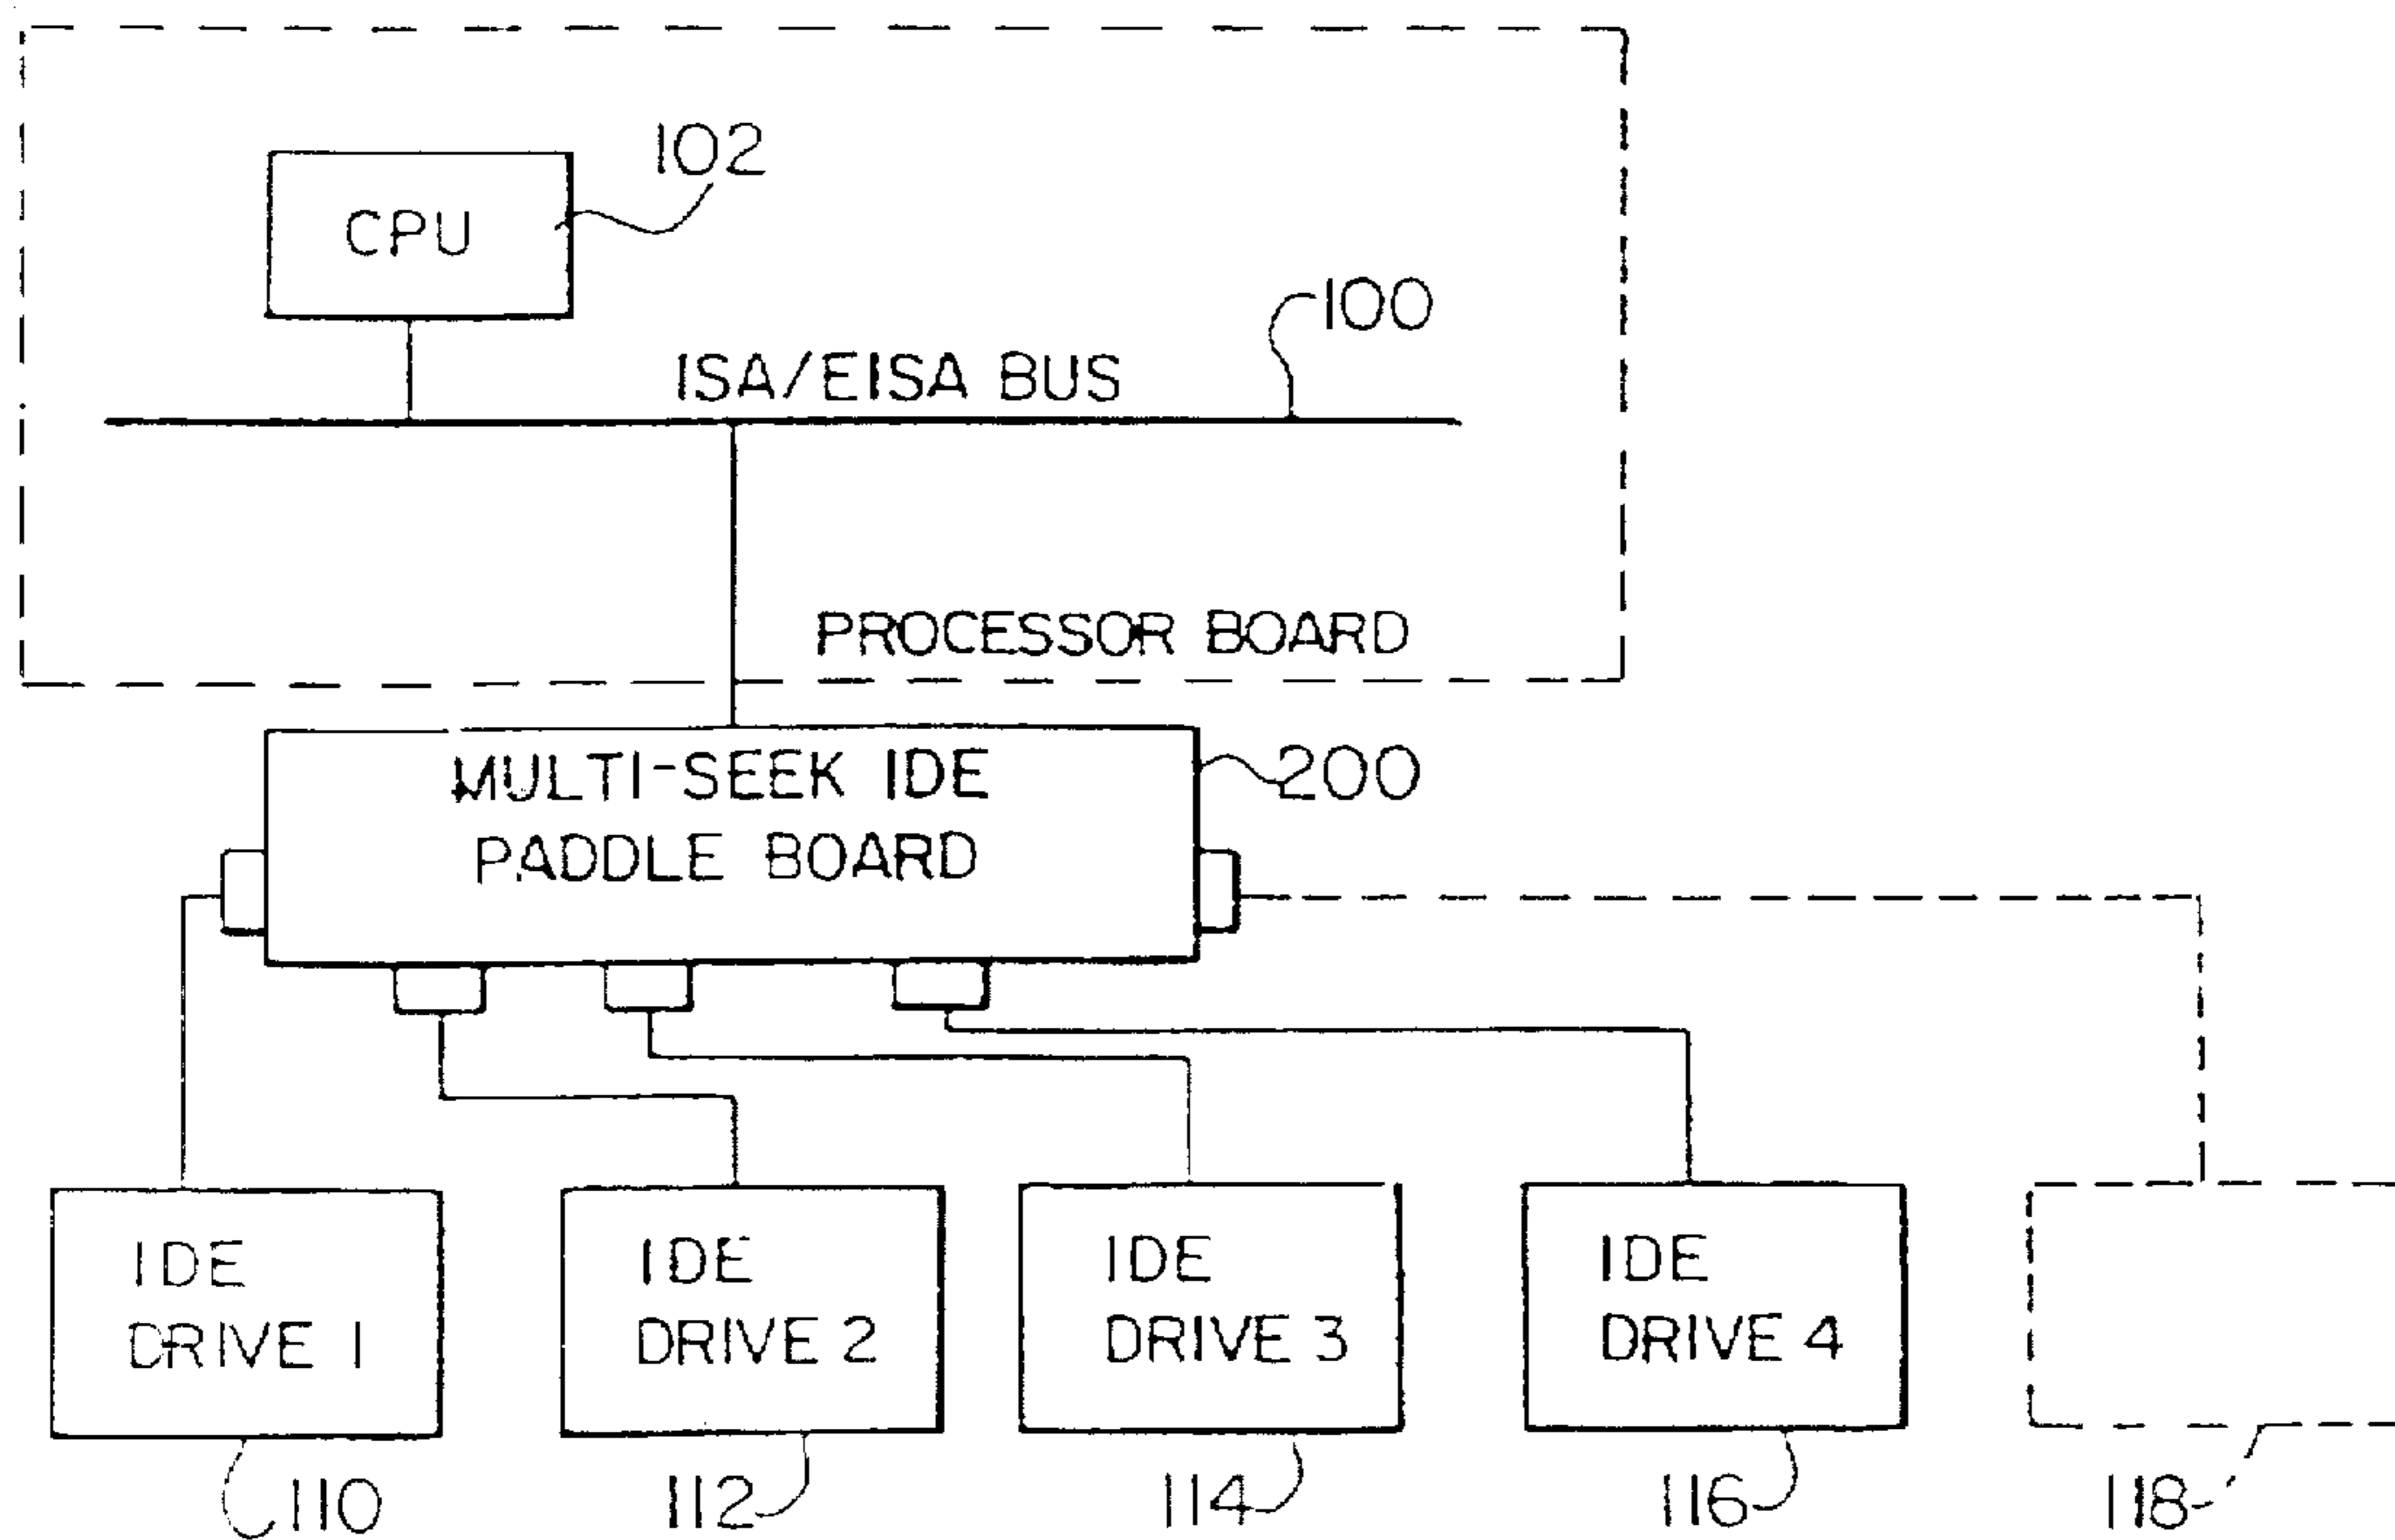 102
CPU
100
ISA/EISA BUS
PROCESSOR BOARD
MULTI-SEEK IDE
PADDLE BOARD
200
IDE
DRIVE 1
IDE
DRIVE 2
IDE
DRIVE 3
IDE
DRIVE 4
110
112
114
116
118